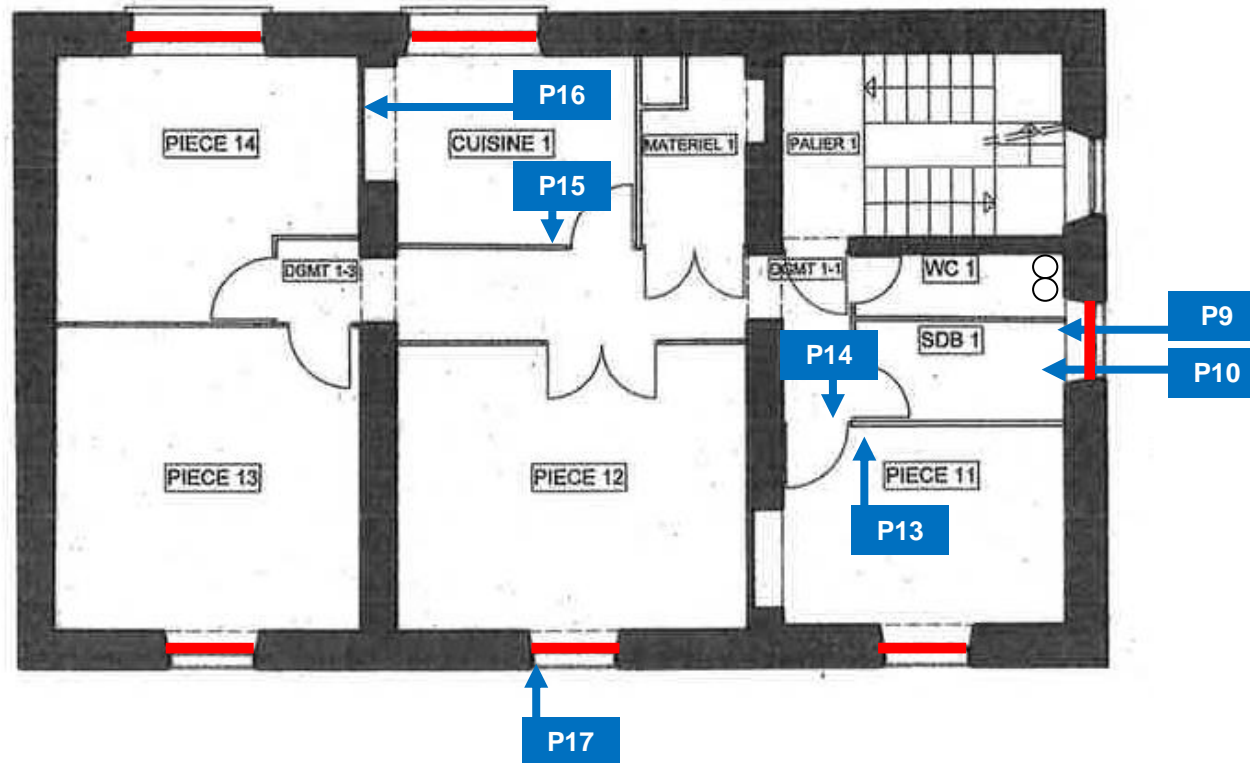 P16
PIECE 14
CUISINE 1
MATERIEL 1
PALIER 1
P15
DGMT 1-3
DGMT 1-1
WC 1
P9
SDB 1
P14
P10
PIECE 13
PIECE 12
PIECE 11
P13
P17